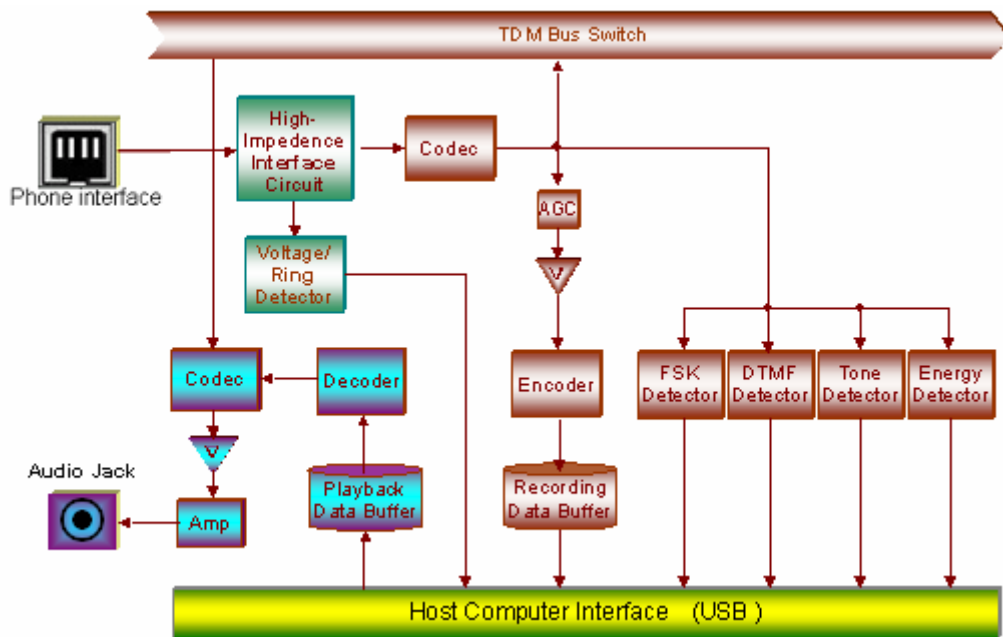 TDM Bus Switch
High-
Impedence
Interface
Circuit
Codec
Phone interface
AGC
Voltage/
Ring
Detector
V
Codec
Decoder
Encoder
FSK
Detector
DTMF
Detector
Tone
Detector
Energy
Detector
V
Audio Jack
Amp
Playback
Data Buffer
Recording
Data Buffer
Host Computer Interface (USB )